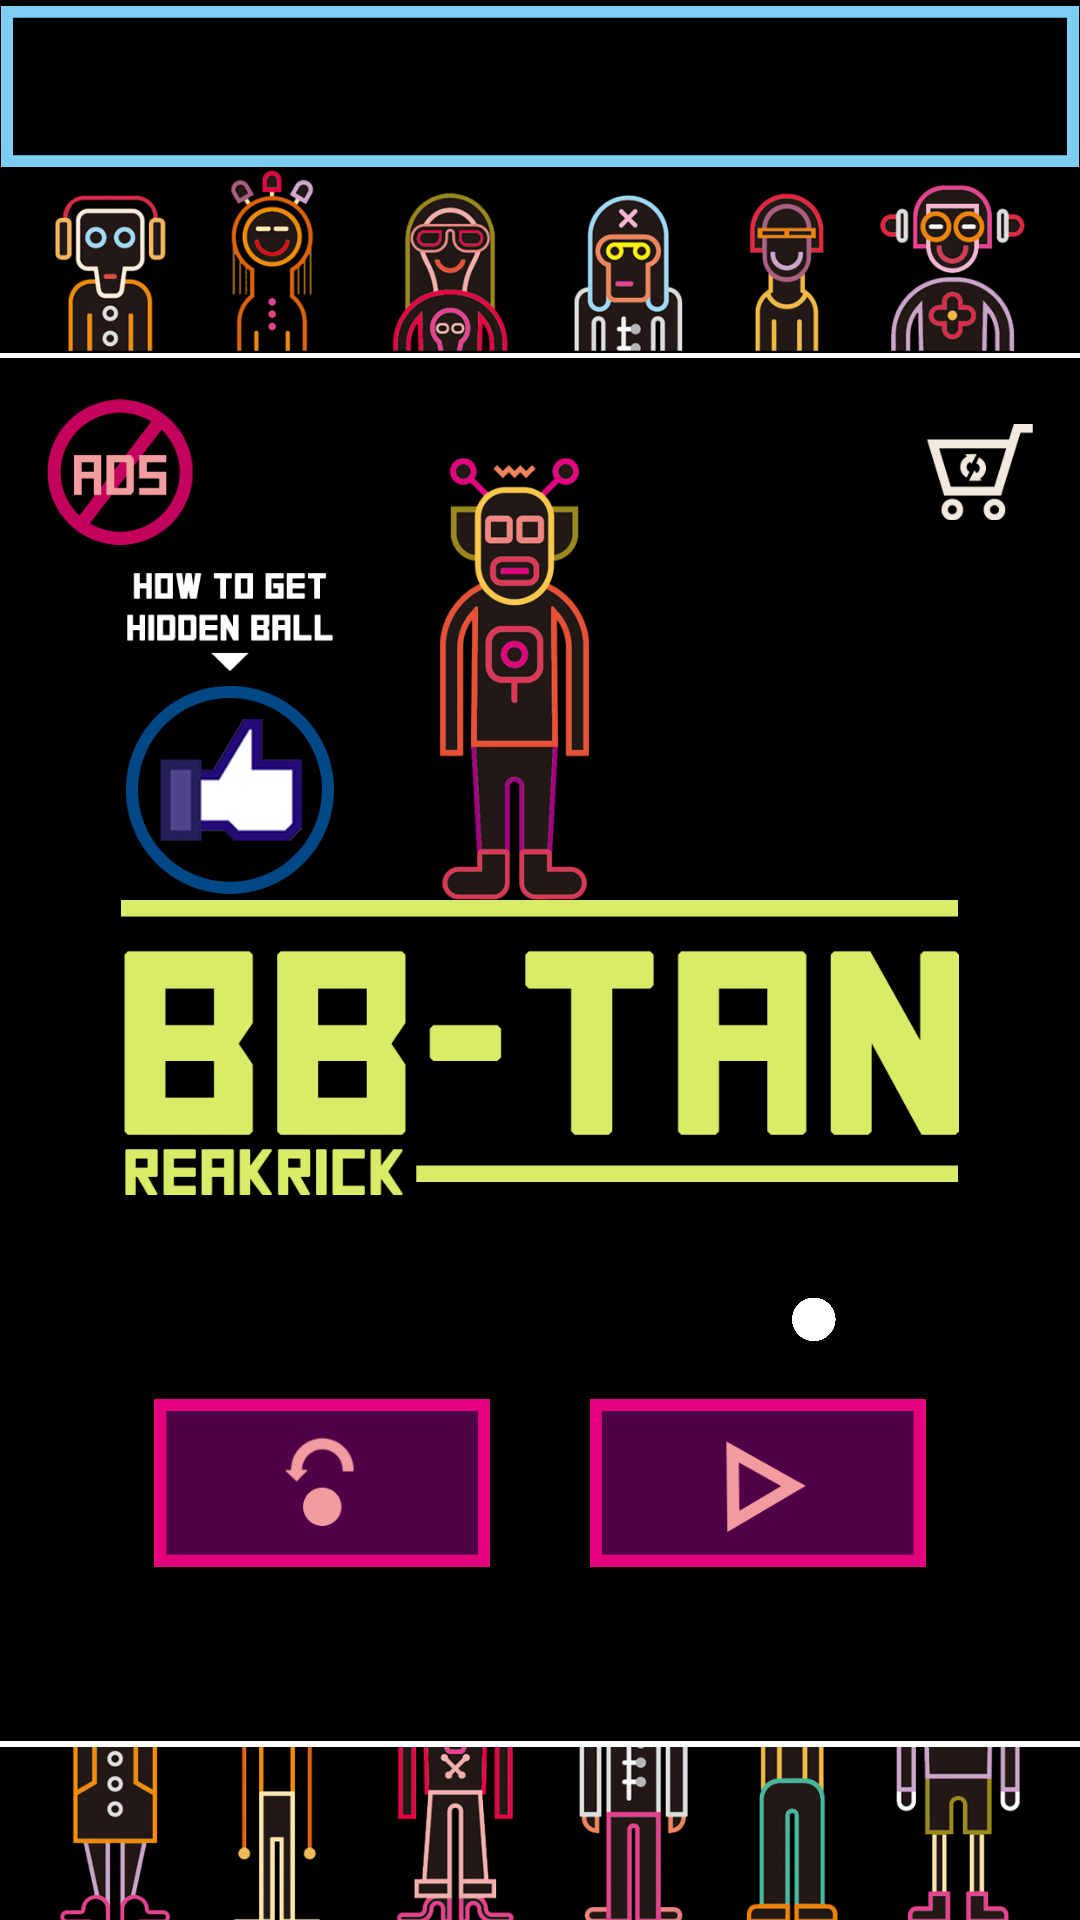 ADS
HOW TO GET
HIDDEN BALL
BB-TAN
REAKRICK